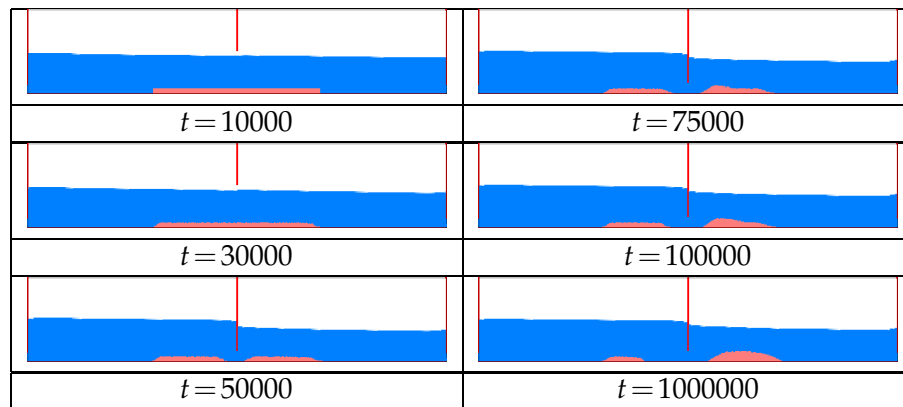 t = 10000
t = 75000
t = 30000
t = 100000
t = 50000
t = 1000000